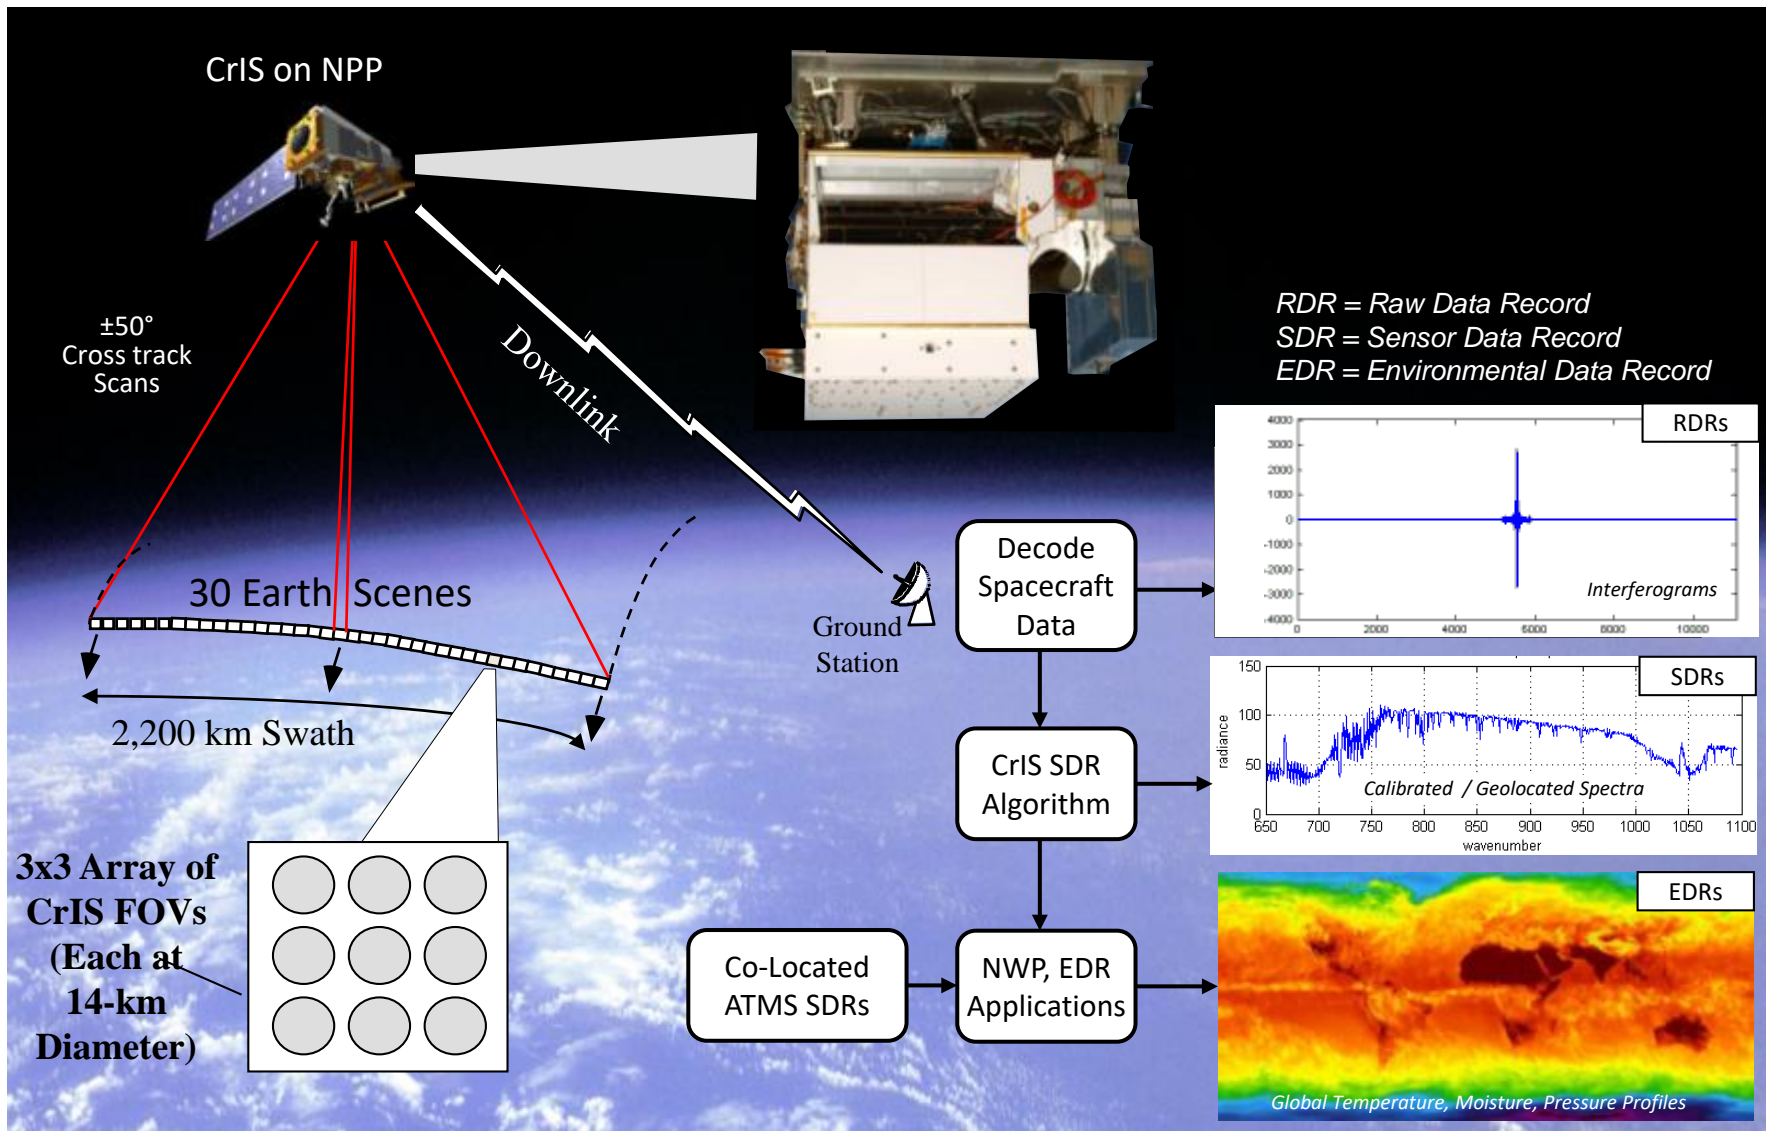 CrIS on NPP
±50°
Cross track
Scans
Downlink
RDR = Raw Data Record
SDR = Sensor Data Record
EDR = Environmental Data Record
30 Earth Scenes
2,200 km Swath
3x3 Array of
CrIS FOVs
(Each at
14-km
Diameter)
Ground
Station
Decode
Spacecraft
Data
CrIS SDR
Algorithm
Co-Located
ATMS SDRs
NWP, EDR
Applications
RDRs
4000
3000
2000
1000
0
-1000
-2000
-3000
-4000
Interferograms
0 2000 4000 6000 8000 10000
SDRs
150
100
50
0
radiance
Calibrated / Geolocated Spectra
650 700 750 800 850 900 950 1000 1050 1100
wavenumber
EDRs
Global Temperature, Moisture, Pressure Profiles